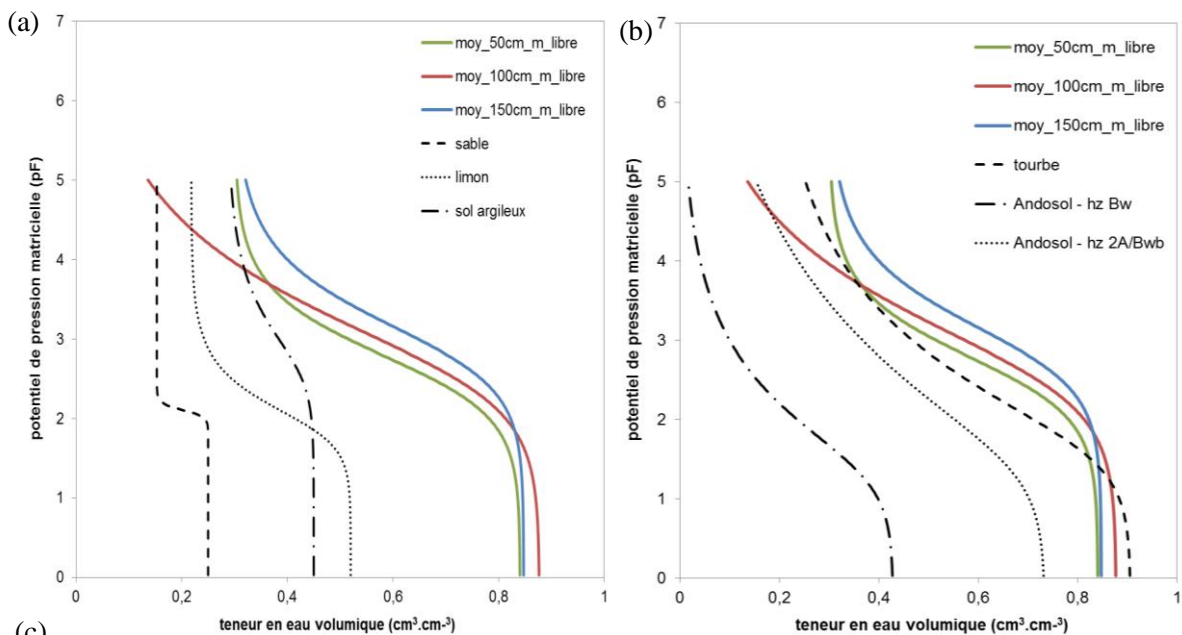 (a)
7
6
5
4
3
2
1
0
potentiel de pression matricielle (pF)
moy_50cm_m_libre
moy_100cm_m_libre
moy_150cm_m_libre
sable
limon
sol argileux
0 0,2 0,4 0,6 0,8 1
teneur en eau volumique (cm³.cm-³)
(b)
7
6
5
4
3
2
1
0
potentiel de pression matricielle (pF)
moy_50cm_m_libre
moy_100cm_m_libre
moy_150cm_m_libre
tourbe
Andosol - hz Bw
Andosol - hz 2A/Bwb
0 0,2 0,4 0,6 0,8 1
teneur en eau volumique (cm³.cm-³)
(c)